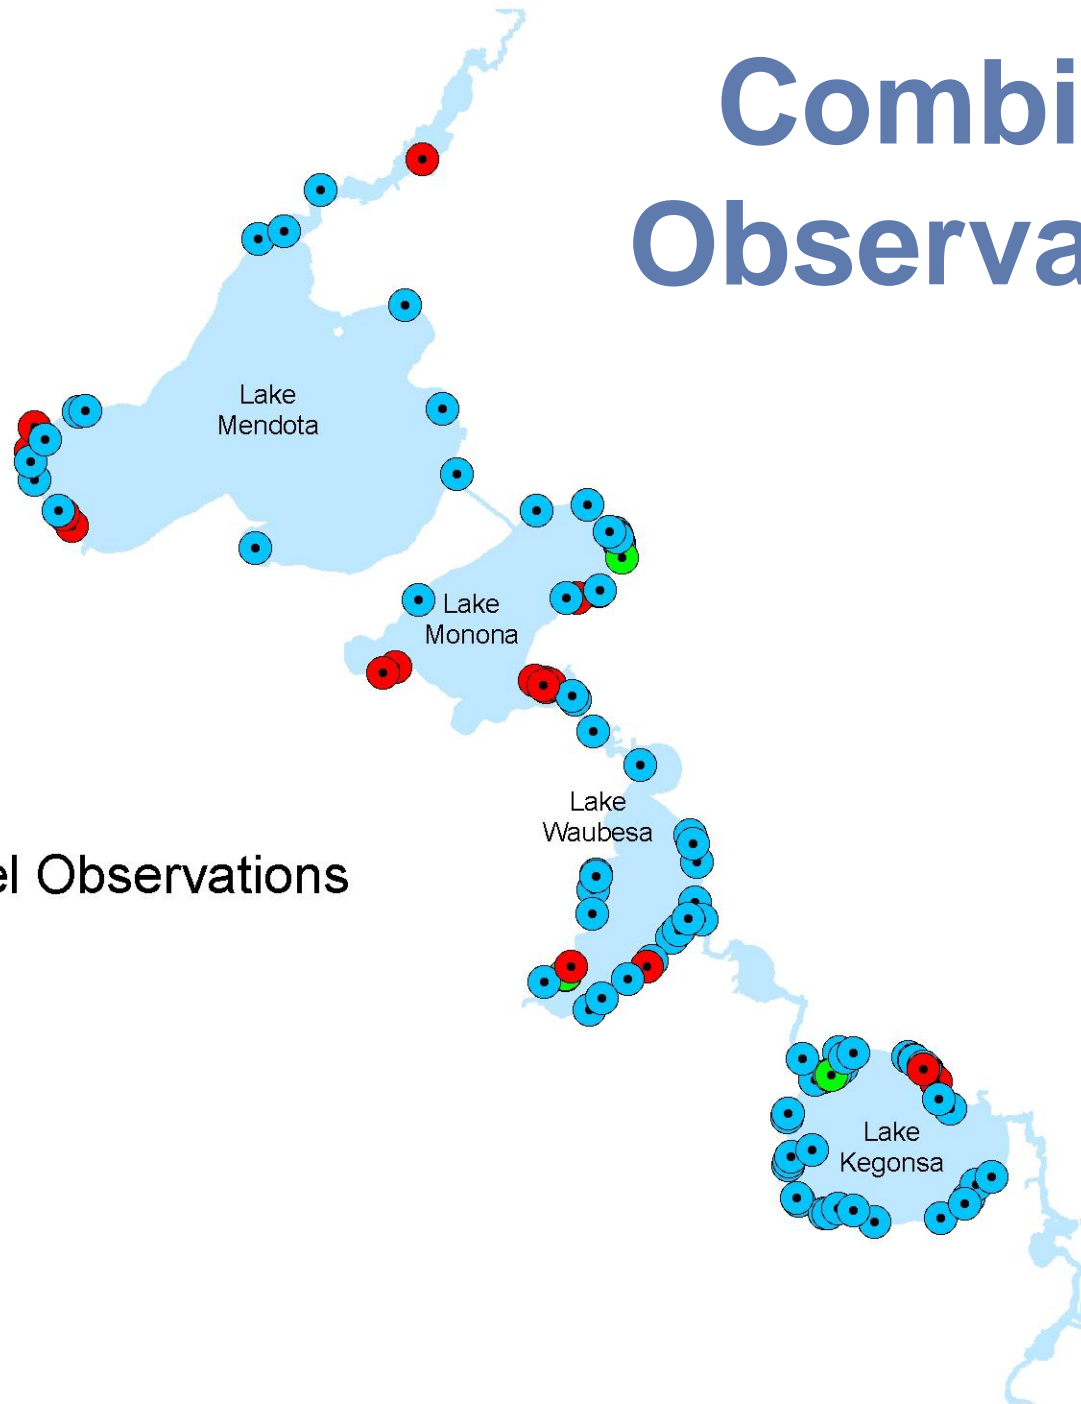 Combi
Observa
Lake
Mendota
Lake
Monona
Lake
Waubesa
el Observations
Lake
Kegonsa